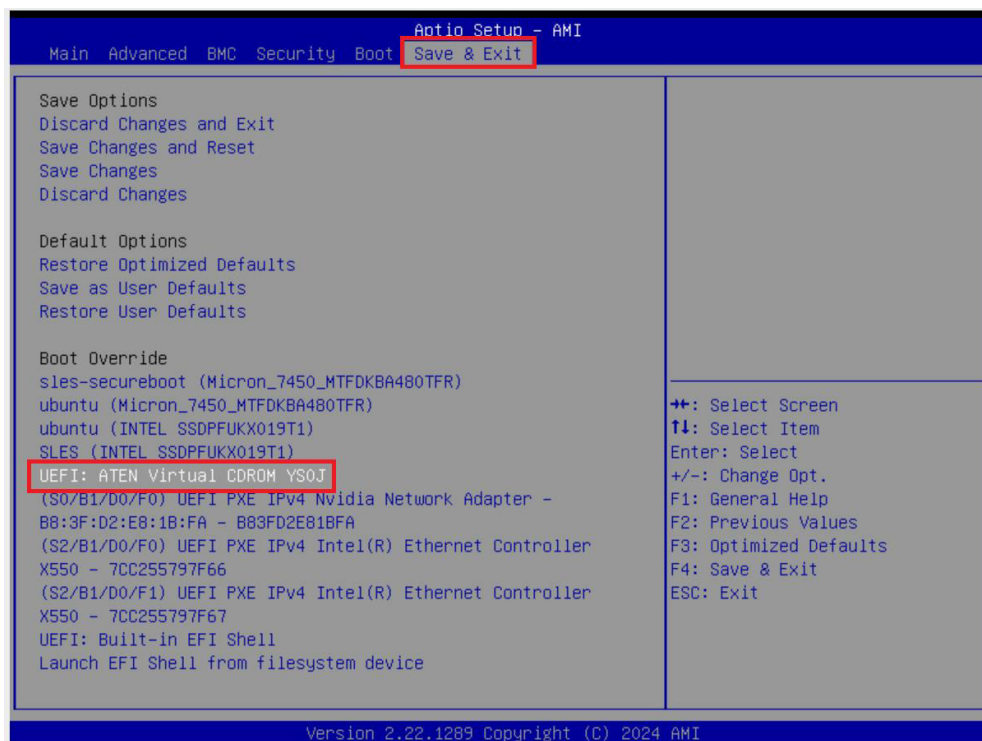 Aptio Setup – AMI
Main Advanced BMC Security Boot Save & Exit
Save Options
Discard Changes and Exit
Save Changes and Reset
Save Changes
Discard Changes
Default Options
Restore Optimized Defaults
Save as User Defaults
Restore User Defaults
Boot Override
sles-secureboot (Micron_7450_MTFDKBA480TFR)
ubuntu (Micron_7450_MTFDKBA480TFR)
ubuntu (INTEL SSDPFUKX019T1)
SLES (INTEL SSDPFUKX019T1)
UEFI: ATEN Virtual CDROM YS0J
(S0/B1/D0/F0) UEFI PXE IPv4 Nvidia Network Adapter –
B8:3F:D2:E8:1B:FA – B83FD2E81BFA
(S2/B1/D0/F0) UEFI PXE IPv4 Intel(R) Ethernet Controller
X550 – 7CC255797F66
(S2/B1/D0/F1) UEFI PXE IPv4 Intel(R) Ethernet Controller
X550 – 7CC255797F67
UEFI: Built-in EFI Shell
Launch EFI Shell from filesystem device
→←: Select Screen
↑↓: Select Item
Enter: Select
+/-: Change Opt.
F1: General Help
F2: Previous Values
F3: Optimized Defaults
F4: Save & Exit
ESC: Exit
Version 2.22.1289 Copyright (C) 2024 AMI